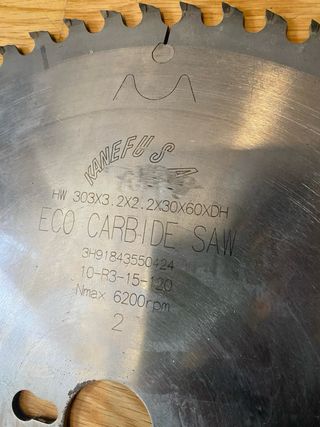 KANEFUSA
HW 303X3.2X2.2X30X60XDH
ECO CARBIDE SAW
3H91843550424
10-R3-15-120
Nmax 6200rpm
2